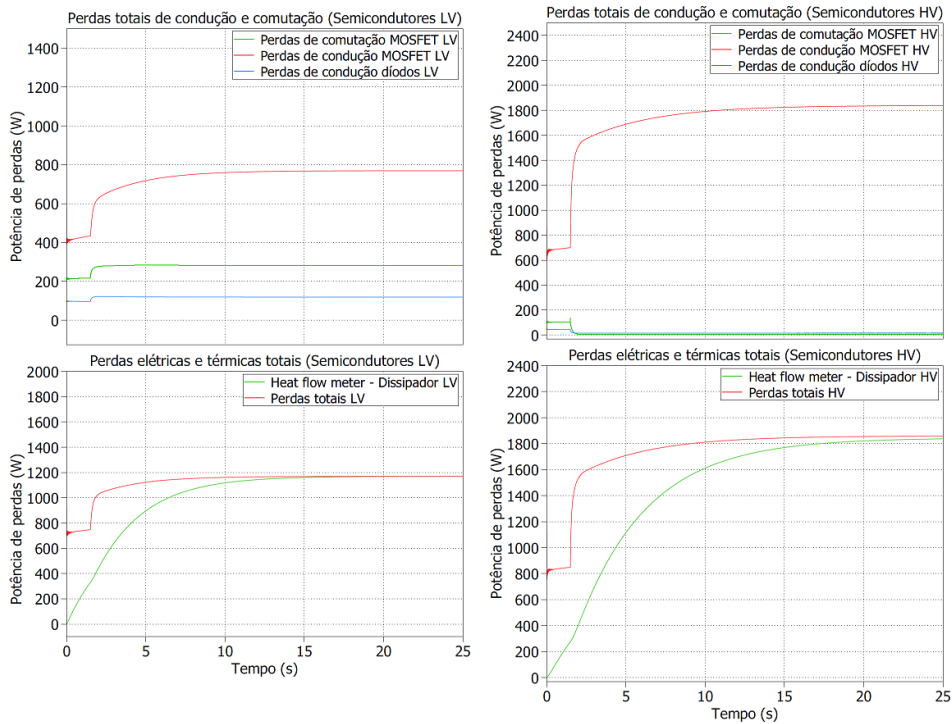 Perdas totais de condução e comutação (Semicondutores LV)
1400
1200
1000
800
600
400
200
0
Potência de perdas (W)
Perdas de comutação MOSFET LV
Perdas de condução MOSFET LV
Perdas de condução díodos LV
Perdas totais de condução e comutação (Semicondutores HV)
2400
2200
2000
1800
1600
1400
1200
1000
800
600
400
200
0
Potência de perdas (W)
Perdas de comutação MOSFET HV
Perdas de condução MOSFET HV
Perdas de condução díodos HV
Perdas elétricas e térmicas totais (Semicondutores LV)
2000
1800
1600
1400
1200
1000
800
600
400
200
0
Potência de perdas (W)
Heat flow meter - Dissipador LV
Perdas totais LV
0 5 10 15 20 25
Tempo (s)
Perdas elétricas e térmicas totais (Semicondutores HV)
2400
2200
2000
1800
1600
1400
1200
1000
800
600
400
200
0
Potência de perdas (W)
Heat flow meter - Dissipador HV
Perdas totais HV
0 5 10 15 20 25
Tempo (s)